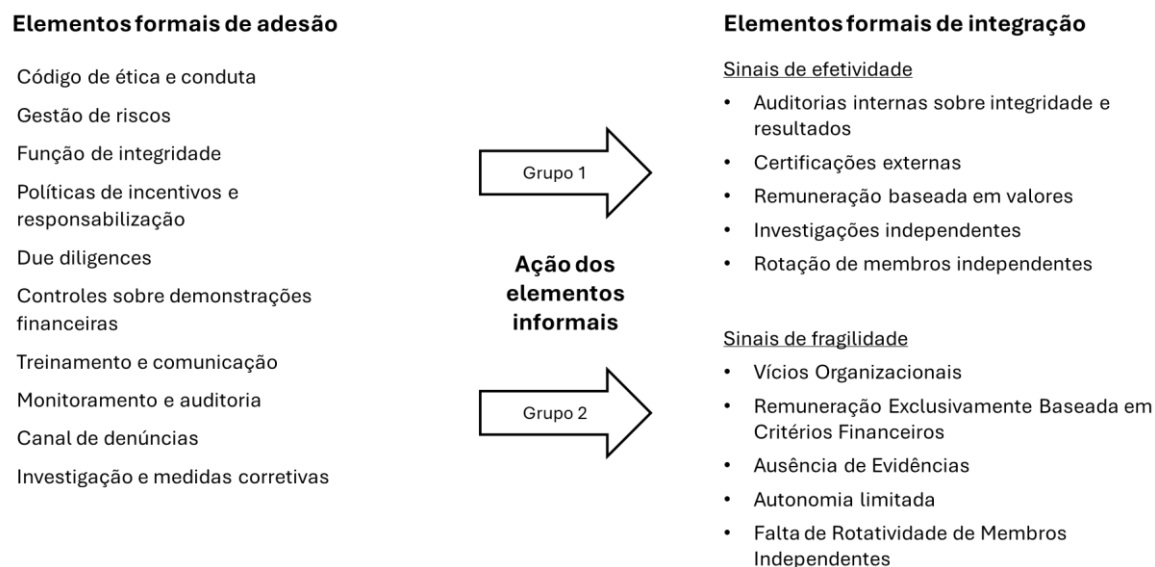 Elementos formais de adesão
Código de ética e conduta
Gestão de riscos
Função de integridade
Políticas de incentivos e
responsabilização
Due diligences
Controles sobre demonstrações
financeiras
Treinamento e comunicação
Monitoramento e auditoria
Canal de denúncias
Investigação e medidas corretivas
Grupo 1
Ação dos
elementos
informais
Grupo 2
Elementos formais de integração
Sinais de efetividade
• Auditorias internas sobre integridade e
resultados
• Certificações externas
• Remuneração baseada em valores
• Investigações independentes
• Rotação de membros independentes
Sinais de fragilidade
• Vícios Organizacionais
• Remuneração Exclusivamente Baseada em
Critérios Financeiros
• Ausência de Evidências
• Autonomia limitada
• Falta de Rotatividade de Membros
Independentes